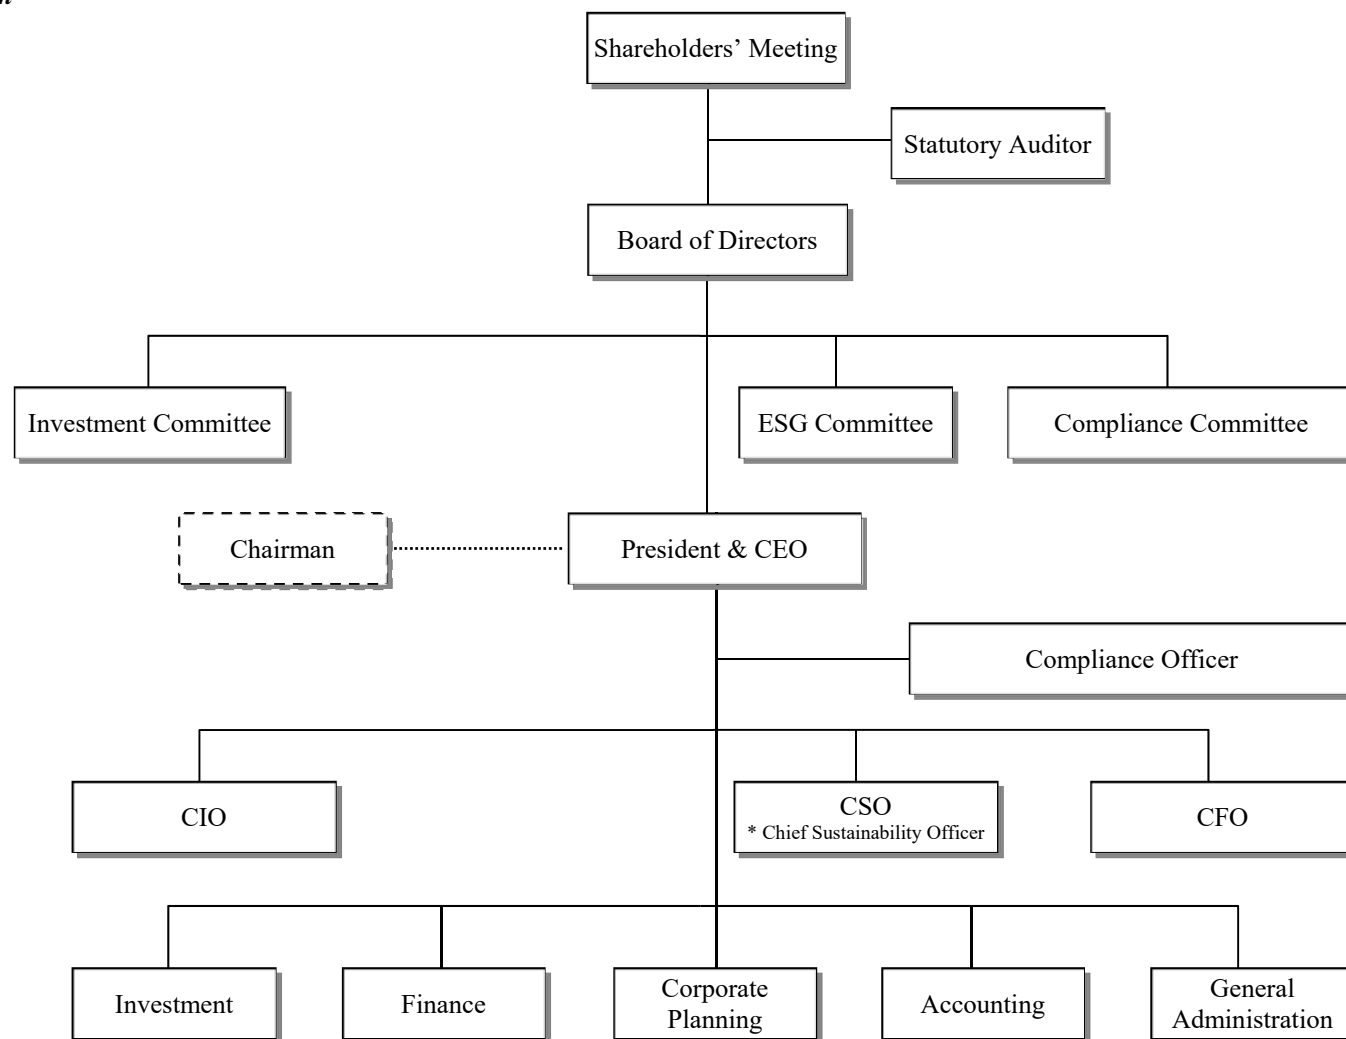 Shareholders’ Meeting
Statutory Auditor
Board of Directors
Investment Committee
ESG Committee
Compliance Committee
Chairman
President & CEO
Compliance Officer
CIO
CSO
* Chief Sustainability Officer
CFO
Investment
Finance
Corporate
Planning
Accounting
General
Administration